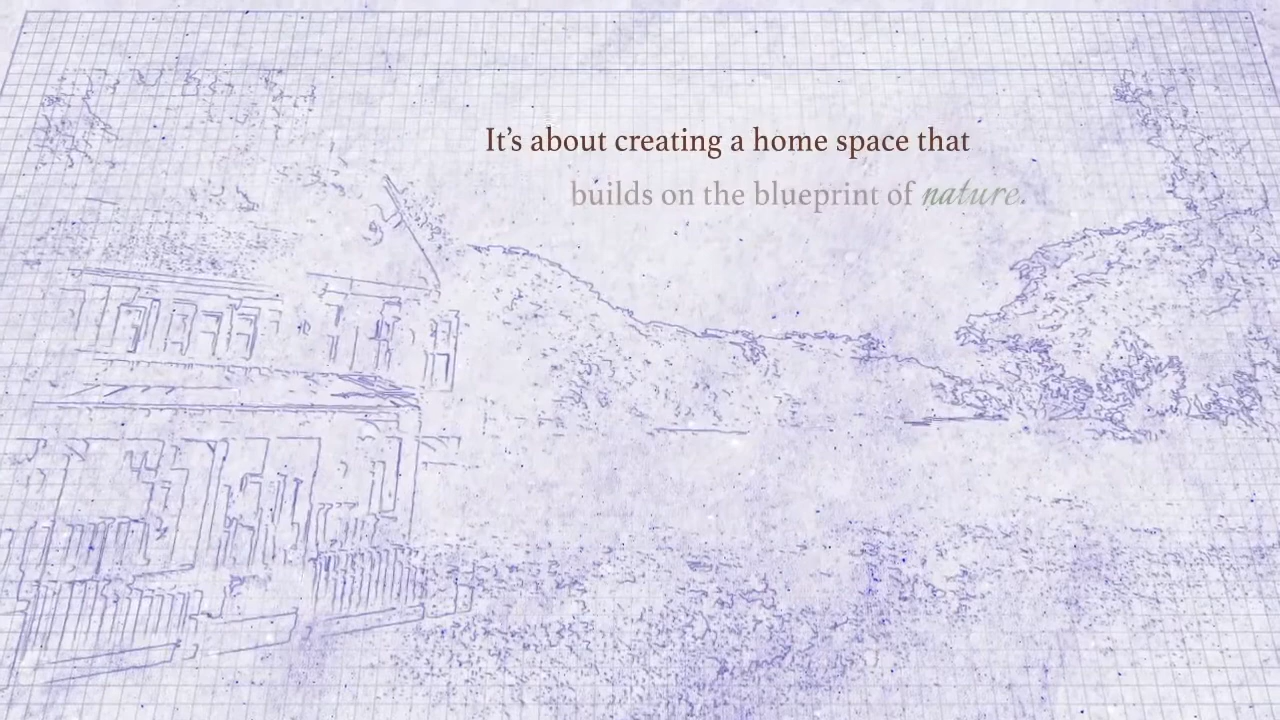 It’s about creating a home space that
builds on the blueprint of nature.